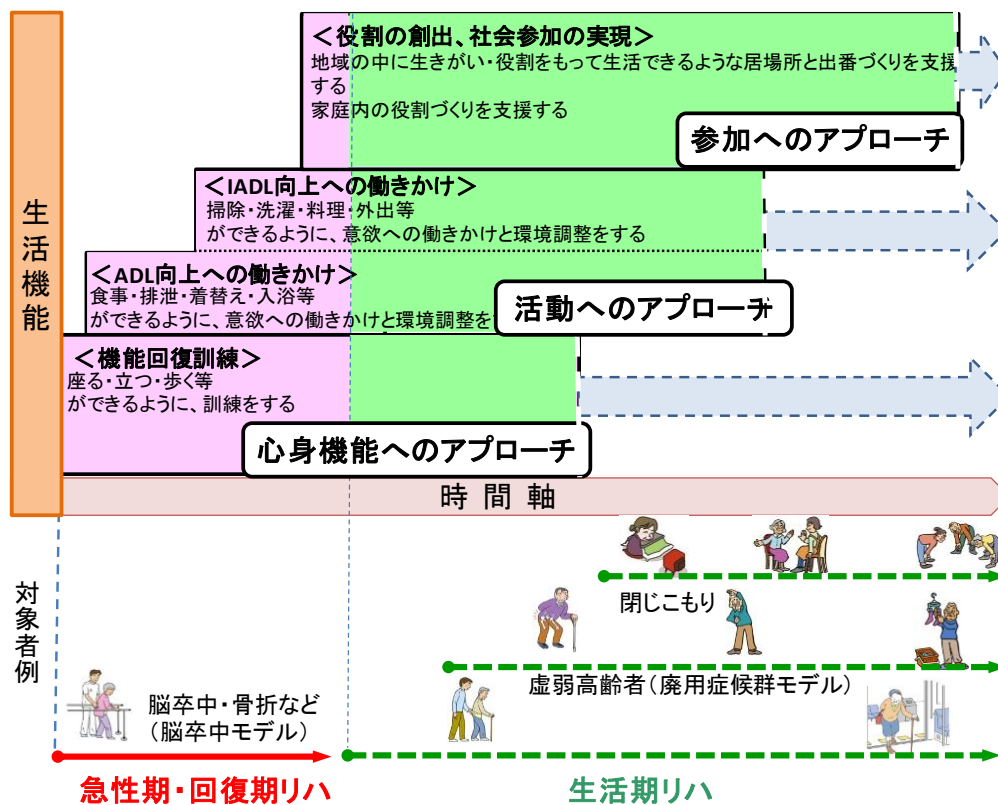 ＜役割の創出、社会参加の実現＞
地域の中に生きがい・役割をもって生活できるような居場所と出番づくりを支援
する
家庭内の役割づくりを支援する
参加へのアプローチ
＜IADL向上への働きかけ＞
掃除・洗濯・料理・外出等
ができるように、意欲への働きかけと環境調整をする
＜ADL向上への働きかけ＞
食事・排泄・着替え・入浴等
ができるように、意欲への働きかけと環境調整を
活動へのアプローチ
＜機能回復訓練＞
座る・立つ・歩く等
ができるように、訓練をする
心身機能へのアプローチ
生活機能
時間軸
対象者例
閉じこもり
虚弱高齢者（廃用症候群モデル）
脳卒中・骨折など
（脳卒中モデル）
急性期・回復期リハ
生活期リハ